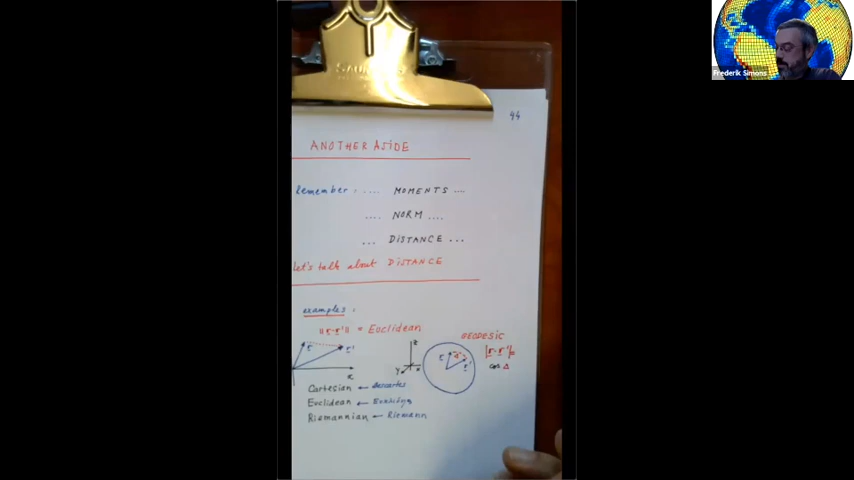 Frederik Simons
44
ANOTHER ASIDE
Remember: .... MOMENTS ...
.... NORM ....
... DISTANCE ...
Let's talk about DISTANCE
examples:
||r-r'|| = Euclidean
GEODESIC
r r'
x
z
y x
r Δ r'
|r-r'|=
cos Δ
Cartesian ← Descartes
Euclidean ←
Riemannian ← Riemann